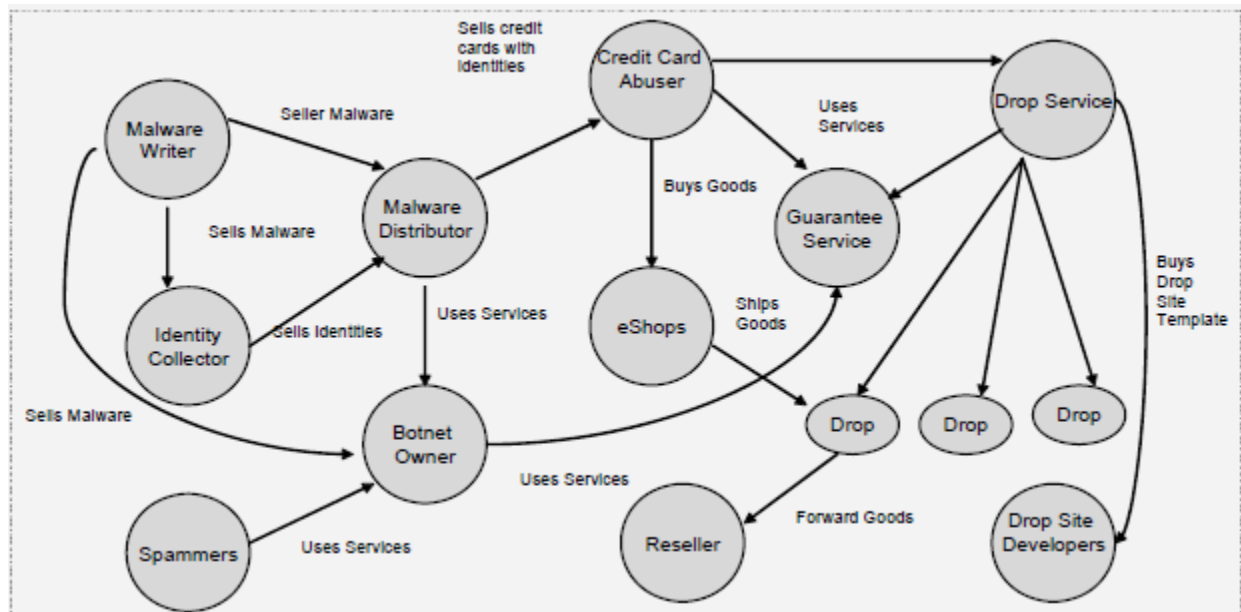 Sells credit
cards with
identities
Credit Card
Abuser
Drop Service
Malware
Writer
Seller Malware
Uses
Services
Malware
Distributor
Buys Goods
Guarantee
Service
Sells Malware
Buys
Drop
Site
Template
Identity
Collector
Sells Identities
Uses Services
eShops
Ships
Goods
Sells Malware
Botnet
Owner
Drop
Drop
Drop
Uses Services
Spammers
Uses Services
Reseller
Forward Goods
Drop Site
Developers